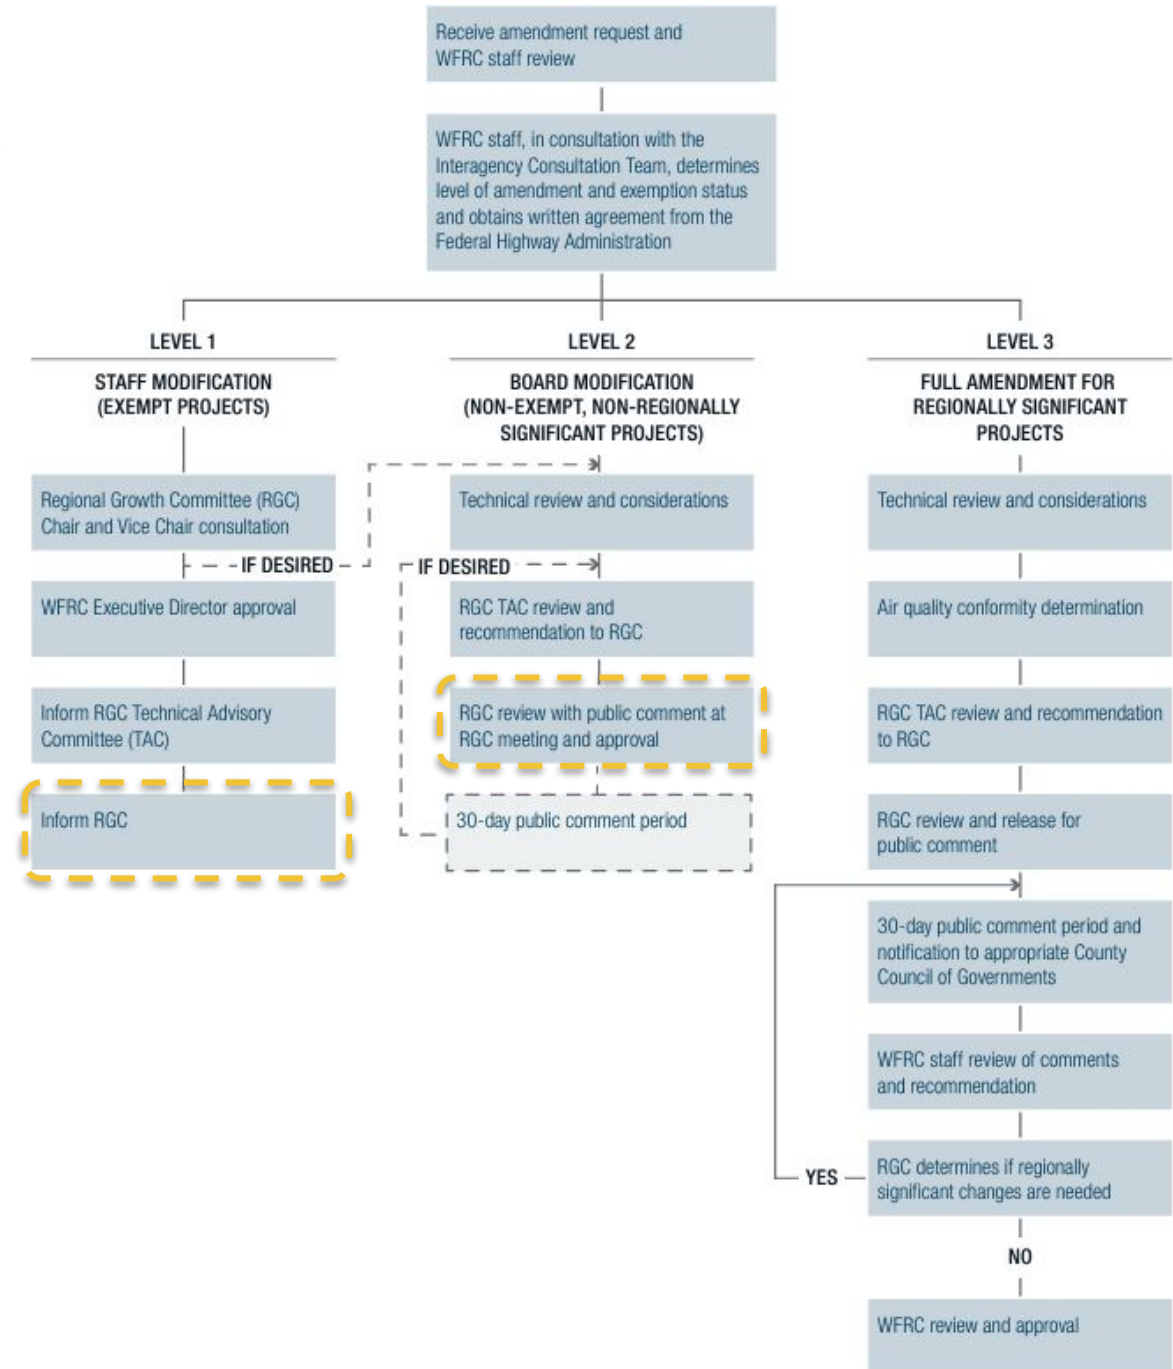 Receive amendment request and
WFRC staff review
WFRC staff, in consultation with the
Interagency Consultation Team, determines
level of amendment and exemption status
and obtains written agreement from the
Federal Highway Administration
LEVEL 1
STAFF MODIFICATION
(EXEMPT PROJECTS)
Regional Growth Committee (RGC)
Chair and Vice Chair consultation
IF DESIRED
WFRC Executive Director approval
Inform RGC Technical Advisory
Committee (TAC)
Inform RGC
LEVEL 2
BOARD MODIFICATION
(NON-EXEMPT, NON-REGIONALLY
SIGNIFICANT PROJECTS)
Technical review and considerations
IF DESIRED
RGC TAC review and
recommendation to RGC
RGC review with public comment at
RGC meeting and approval
30-day public comment period
LEVEL 3
FULL AMENDMENT FOR
REGIONALLY SIGNIFICANT
PROJECTS
Technical review and considerations
Air quality conformity determination
RGC TAC review and recommendation
to RGC
RGC review and release for
public comment
30-day public comment period and
notification to appropriate County
Council of Governments
WFRC staff review of comments
and recommendation
RGC determines if regionally
significant changes are needed
YES
NO
WFRC review and approval